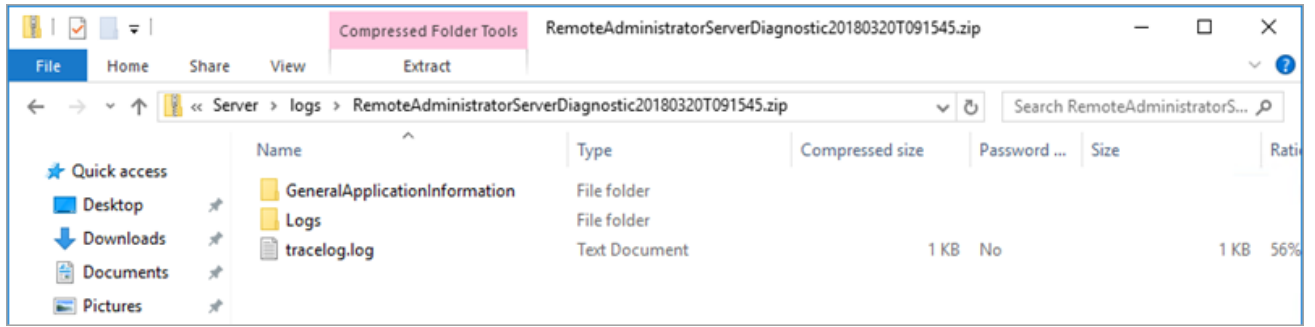 Compressed Folder Tools RemoteAdministratorServerDiagnostic20180320T091545.zip
File Home Share View Extract
« Server > logs > RemoteAdministratorServerDiagnostic20180320T091545.zip Search RemoteAdministratorS...
Name Type Compressed size Password ... Size Ratio
Quick access
GeneralApplicationInformation File folder
Desktop
Logs File folder
Downloads
tracelog.log Text Document 1 KB No 1 KB 56%
Documents
Pictures